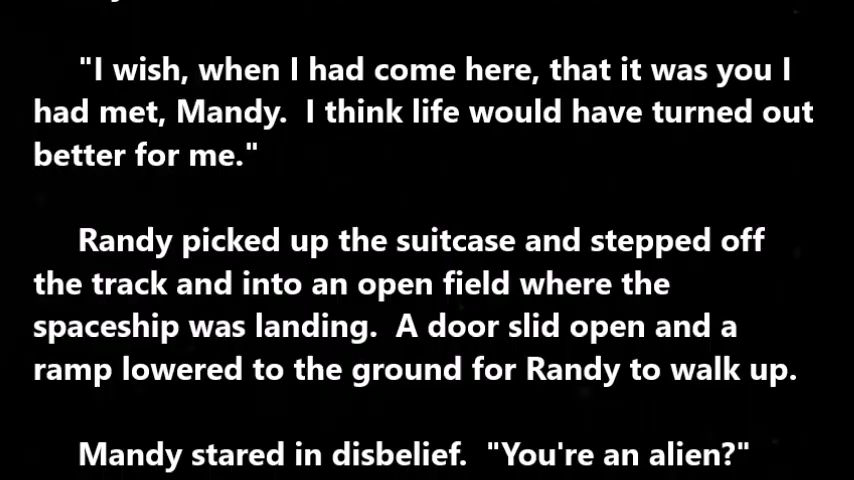 "I wish, when I had come here, that it was you I
had met, Mandy.  I think life would have turned out
better for me."
Randy picked up the suitcase and stepped off
the track and into an open field where the
spaceship was landing.  A door slid open and a
ramp lowered to the ground for Randy to walk up.
Mandy stared in disbelief.  "You're an alien?"